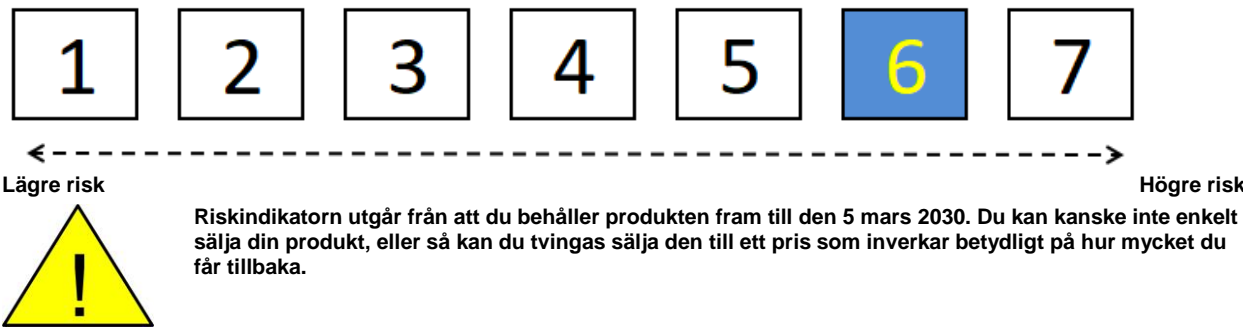 1 2 3 4 5 6 7
Lägre risk Högre risk
Riskindikatorn utgår från att du behåller produkten fram till den 5 mars 2030. Du kan kanske inte enkelt
sälja din produkt, eller så kan du tvingas sälja den till ett pris som inverkar betydligt på hur mycket du
får tillbaka.
!